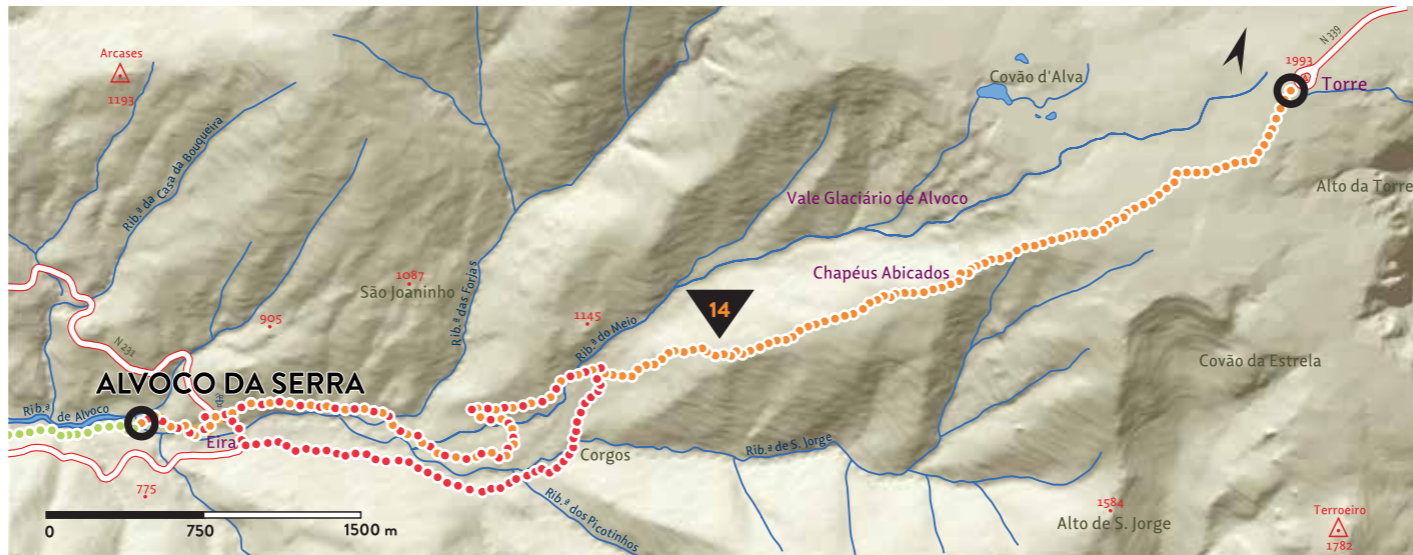 Arcases
1193
Rib.ª da Casa da Bouqueira
Covão d'Alva
N 339
1993
Torre
Alto da Torre
Vale Glaciário de Alvoco
Chapéus Abicados
1087
São Joaninho
Rib.ª das Forjas
905
1145
Rib.ª do Meio
14
N 231
ALVOCO DA SERRA
Rib.ª de Alvoco
Eira
Covão da Estrela
Corgos
Rib.ª de S. Jorge
775
Rib.ª dos Picotinhos
1584
Alto de S. Jorge
Terroeiro
1782
0 750 1500 m